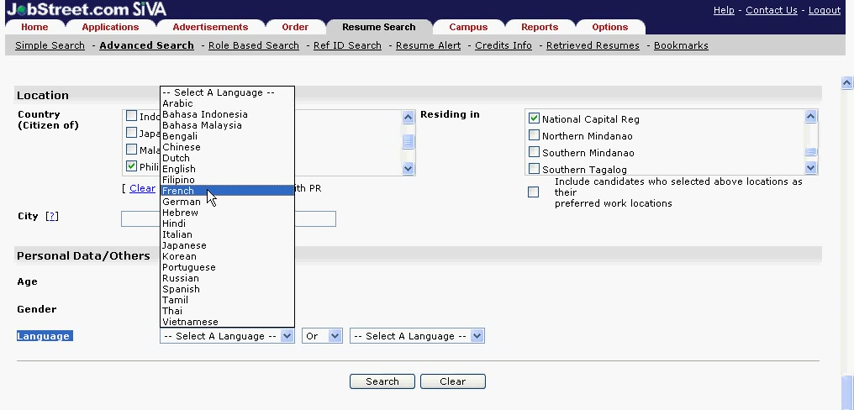 JobStreet.com SiVA
Help - Contact Us - Logout
Home Applications Advertisements Order Resume Search Campus Reports Options
Simple Search - Advanced Search - Role Based Search - Ref ID Search - Resume Alert - Credits Info - Retrieved Resumes - Bookmarks
Location
Country
(Citizen of)
Indo
Japa
Mala
Phili
[ Clear
ith PR
Residing in
National Capital Reg
Northern Mindanao
Southern Mindanao
Southern Tagalog
Include candidates who selected above locations as
their
preferred work locations
City [?]
-- Select A Language --
Arabic
Bahasa Indonesia
Bahasa Malaysia
Bengali
Chinese
Dutch
English
Filipino
French
German
Hebrew
Hindi
Italian
Japanese
Korean
Portuguese
Russian
Spanish
Tamil
Thai
Vietnamese
Personal Data/Others
Age
Gender
Language
-- Select A Language -- Or -- Select A Language --
Search Clear